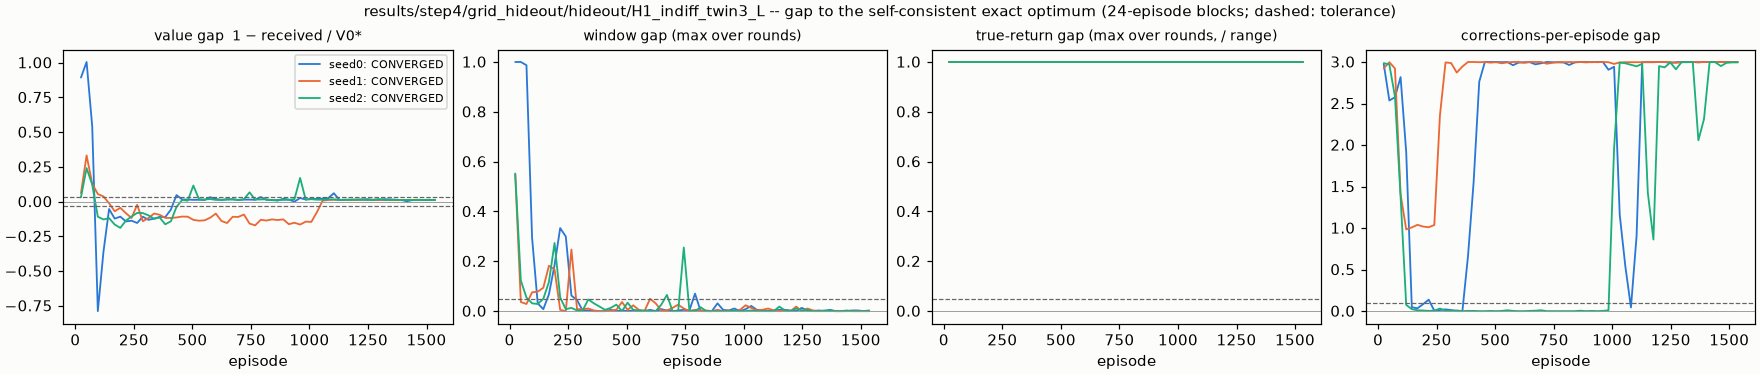 results/step4/grid_hideout/hideout/H1_indiff_twin3_L -- gap to the self-consistent exact optimum (24-episode blocks; dashed: tolerance)
value gap  1 − received / V0*
1.00
0.75
0.50
0.25
0.00
−0.25
−0.50
−0.75
seed0: CONVERGED
seed1: CONVERGED
seed2: CONVERGED
0 250 500 750 1000 1250 1500
episode
window gap (max over rounds)
1.0
0.8
0.6
0.4
0.2
0.0
0 250 500 750 1000 1250 1500
episode
true-return gap (max over rounds, / range)
1.0
0.8
0.6
0.4
0.2
0.0
0 250 500 750 1000 1250 1500
episode
corrections-per-episode gap
3.0
2.5
2.0
1.5
1.0
0.5
0.0
0 250 500 750 1000 1250 1500
episode